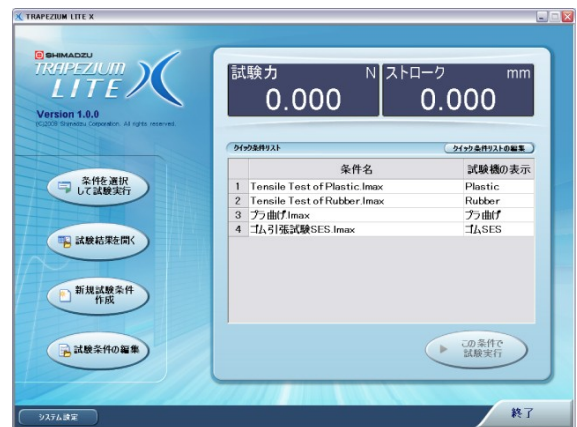 TRAPEZIUM LITE X
SHIMADZU
TRAPEZIUM
LITE X
Version 1.0.0
(C)2009 Shimadzu Corporation. All rights reserved.
試験力 N ストローク mm
0.000 0.000
クイック条件リスト クイック条件リストの編集
条件名 試験機の表示
1 Tensile Test of Plastic.lmax Plastic
2 Tensile Test of Rubber.lmax Rubber
3 プラ曲げ.lmax プラ曲げ
4 ゴム引張試験SES.lmax ゴムSES
条件を選択
して試験実行
試験結果を開く
新規試験条件
作成
試験条件の編集
この条件で
試験実行
システム設定 終了